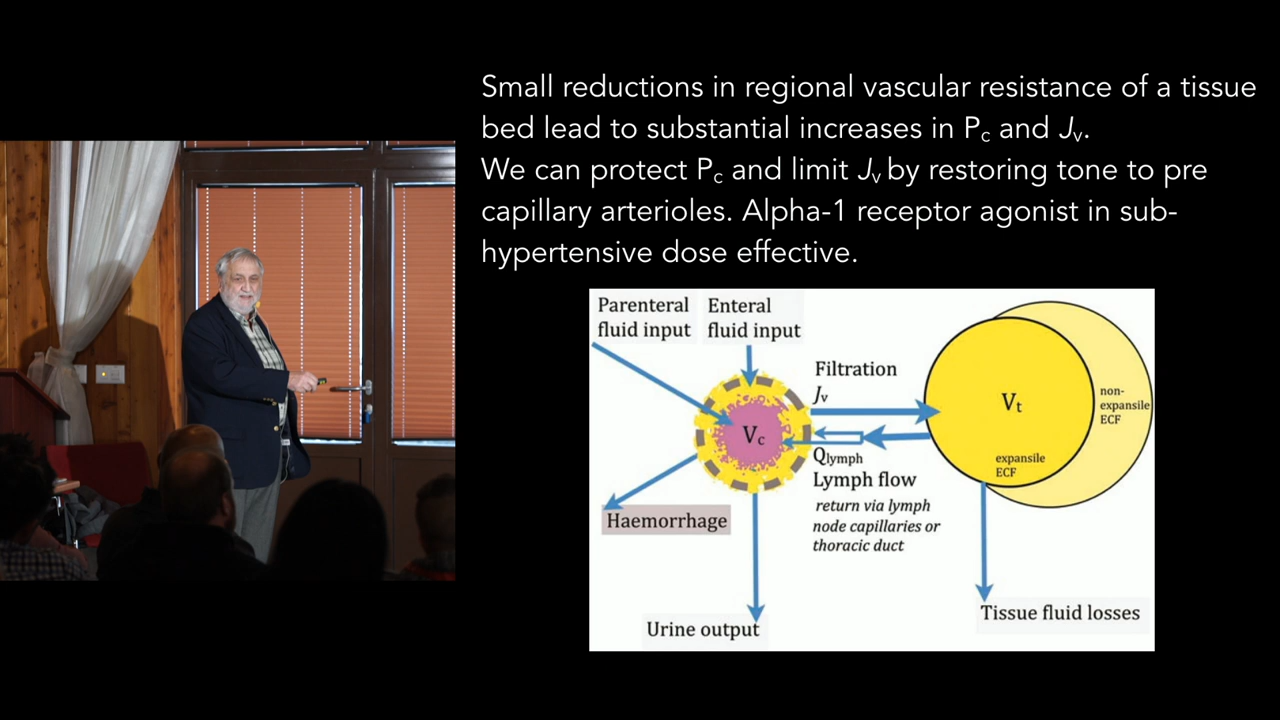 Small reductions in regional vascular resistance of a tissue
bed lead to substantial increases in Pc and Jv.
We can protect Pc and limit Jv by restoring tone to pre
capillary arterioles. Alpha-1 receptor agonist in sub-
hypertensive dose effective.
Parenteral
fluid input
Enteral
fluid input
Filtration
Jv
Vc
Vt
non-
expansile
ECF
expansile
ECF
Qlymph
Lymph flow
return via lymph
node capillaries or
thoracic duct
Haemorrhage
Urine output
Tissue fluid losses